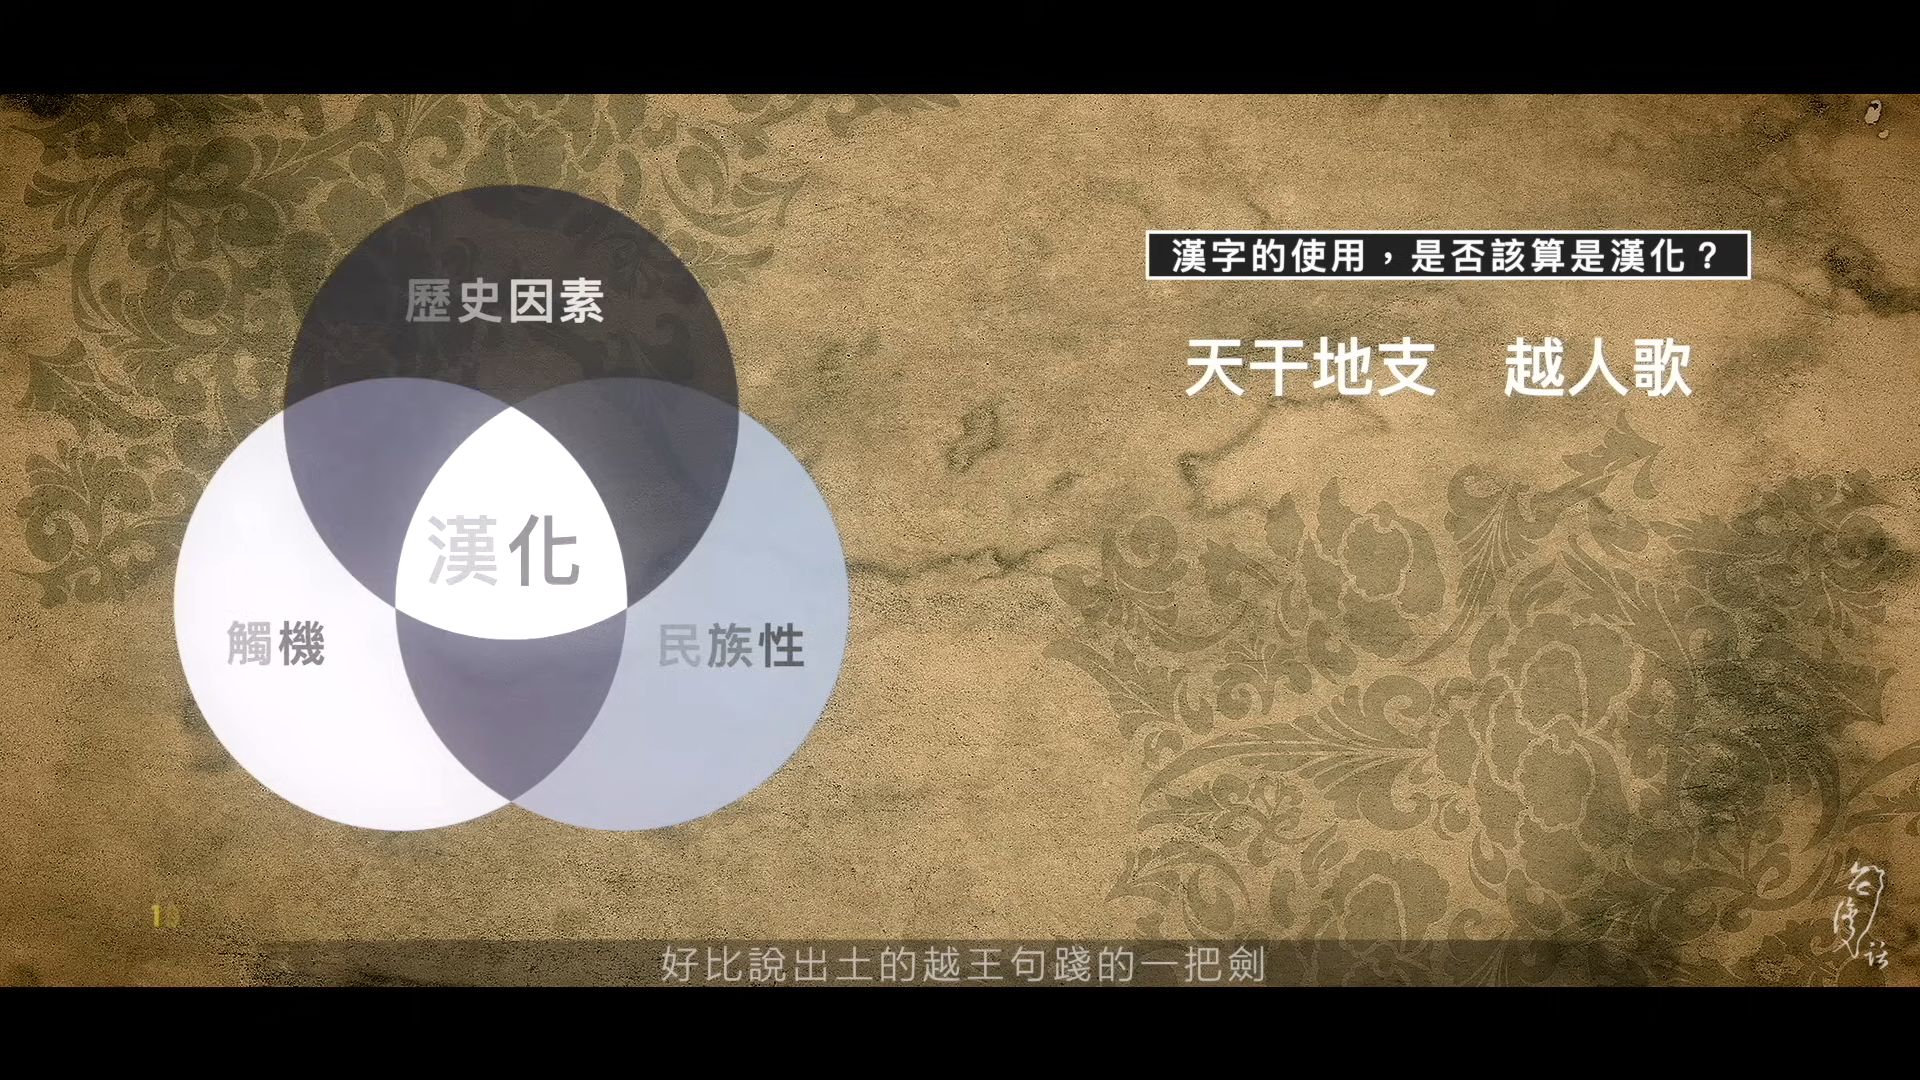 歷史因素
漢化
觸機
民族性
漢字的使用，是否該算是漢化？
天干地支　越人歌
好比說出土的越王句踐的一把劍